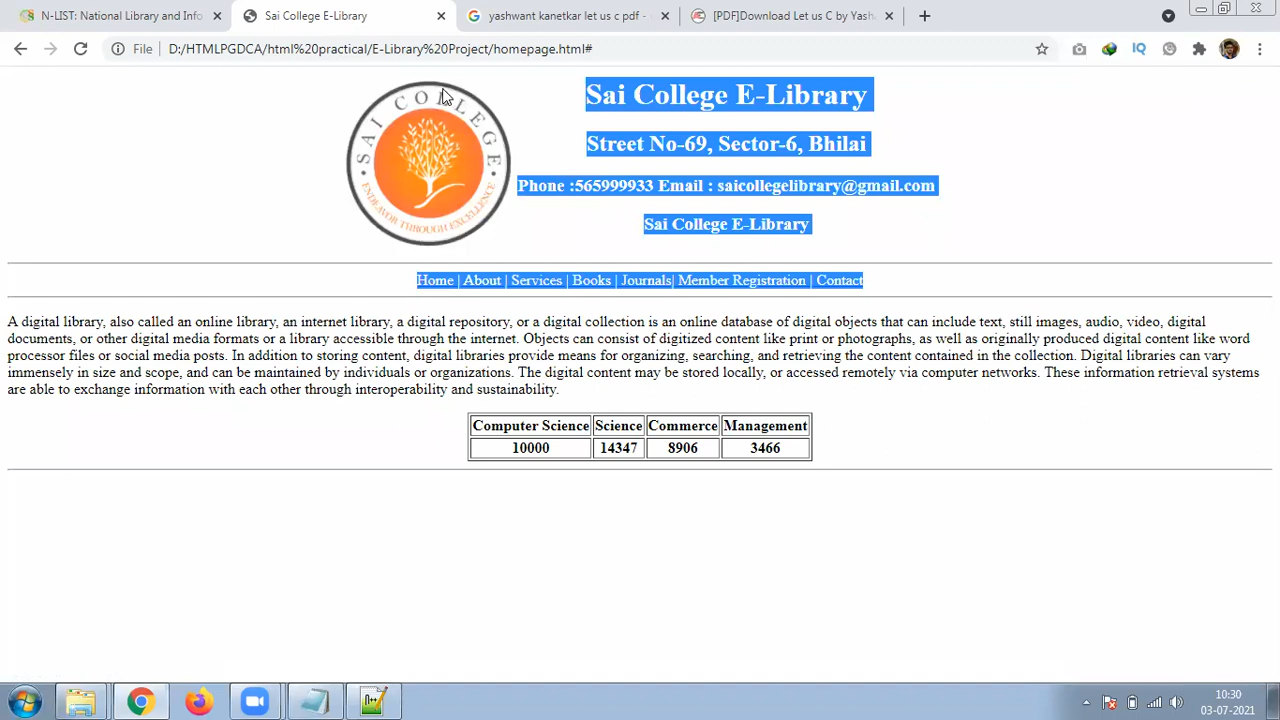 N-LIST: National Library and Info
Sai College E-Library
yashwant kanetkar let us c pdf -
[PDF]Download Let us C by Yash
File
D:/HTMLPGDCA/html%20practical/E-Library%20Project/homepage.html#
IQ
SAI COLLEGE
ENDEAVOR THROUGH EXCELLENCE
Sai College E-Library
Street No-69, Sector-6, Bhilai
Phone :565999933 Email : saicollegelibrary@gmail.com
Sai College E-Library
Home | About | Services | Books | Journals| Member Registration | Contact
A digital library, also called an online library, an internet library, a digital repository, or a digital collection is an online database of digital objects that can include text, still images, audio, video, digital
documents, or other digital media formats or a library accessible through the internet. Objects can consist of digitized content like print or photographs, as well as originally produced digital content like word
processor files or social media posts. In addition to storing content, digital libraries provide means for organizing, searching, and retrieving the content contained in the collection. Digital libraries can vary
immensely in size and scope, and can be maintained by individuals or organizations. The digital content may be stored locally, or accessed remotely via computer networks. These information retrieval systems
are able to exchange information with each other through interoperability and sustainability.
Computer Science Science Commerce Management
10000 14347 8906 3466
10:30
03-07-2021